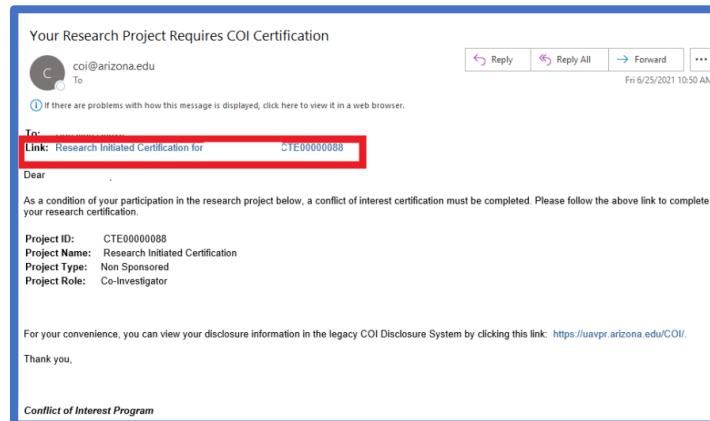 Your Research Project Requires COI Certification
C
coi@arizona.edu
To
Reply
Reply All
Forward
...
Fri 6/25/2021 10:50 AM
If there are problems with how this message is displayed, click here to view it in a web browser.
To:
Link: Research Initiated Certification for CTE00000088
Dear .
As a condition of your participation in the research project below, a conflict of interest certification must be completed. Please follow the above link to complete
your research certification.
Project ID: CTE00000088
Project Name: Research Initiated Certification
Project Type: Non Sponsored
Project Role: Co-Investigator
For your convenience, you can view your disclosure information in the legacy COI Disclosure System by clicking this link: https://uavpr.arizona.edu/COI/.
Thank you,
Conflict of Interest Program